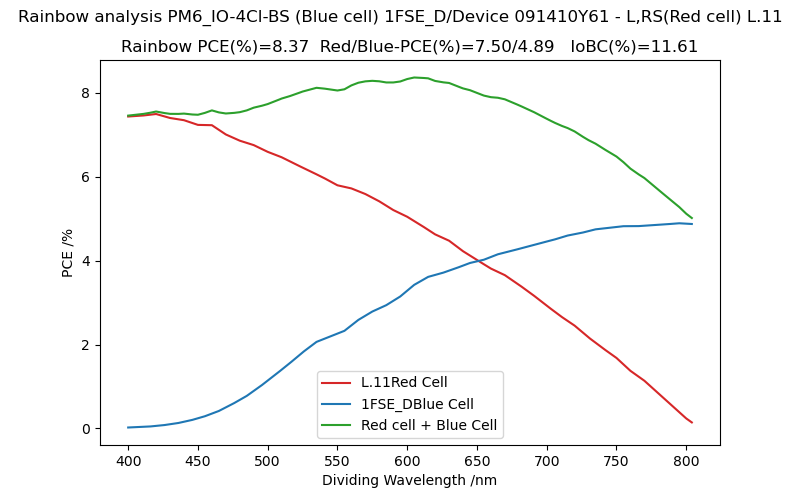 Rainbow analysis PM6_IO-4Cl-BS (Blue cell) 1FSE_D/Device 091410Y61 - L,RS(Red cell) L.11
Rainbow PCE(%)=8.37  Red/Blue-PCE(%)=7.50/4.89   IoBC(%)=11.61
8
6
4
2
0
PCE /%
L.11Red Cell
1FSE_DBlue Cell
Red cell + Blue Cell
400 450 500 550 600 650 700 750 800
Dividing Wavelength /nm